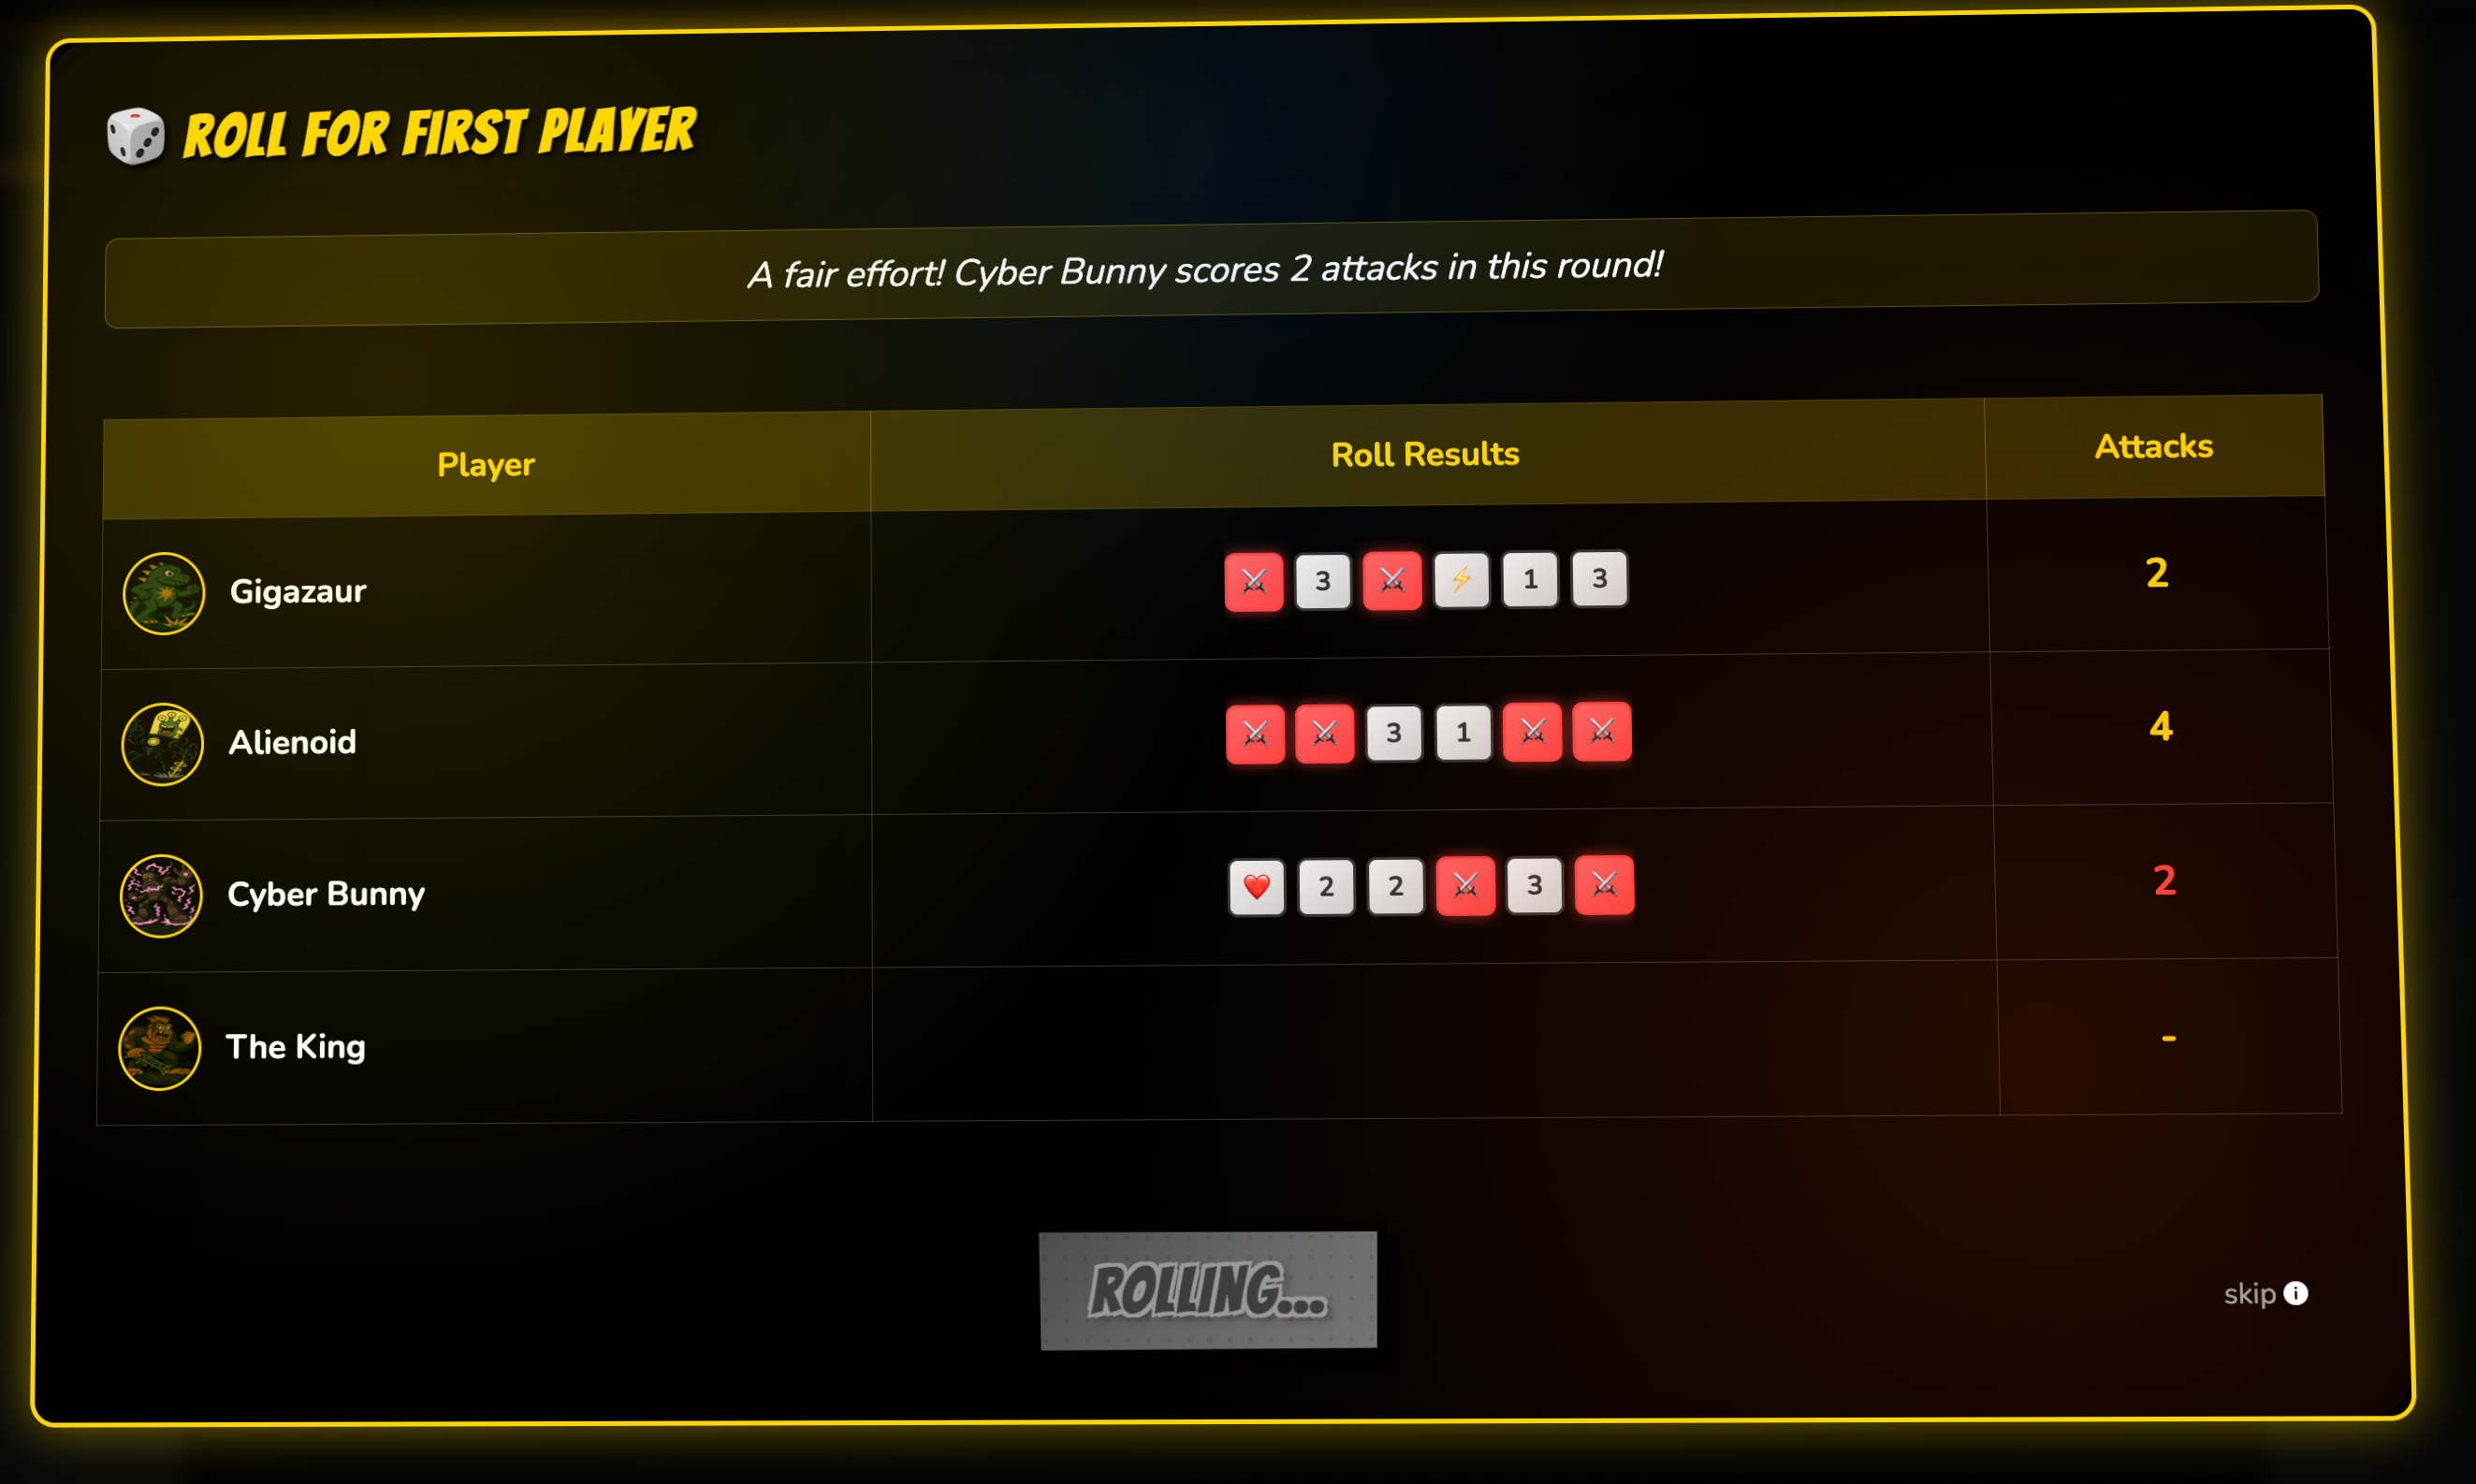 ROLL FOR FIRST PLAYER
A fair effort! Cyber Bunny scores 2 attacks in this round!
Player Roll Results Attacks
Gigazaur 3 1 3 2
Alienoid 3 1 4
Cyber Bunny 2 2 3 2
The King -
ROLLING...
skip i